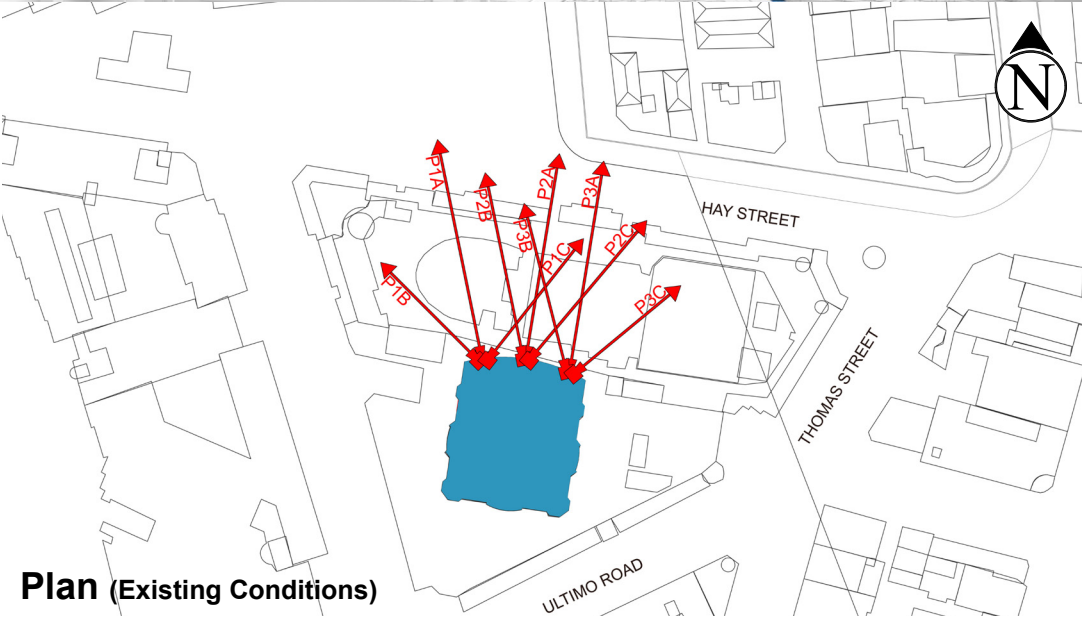 N
P1A
P2B
P2A
P3A
P3B
P1C
P2C
P1B
P3C
HAY STREET
THOMAS STREET
ULTIMO ROAD
Plan (Existing Conditions)